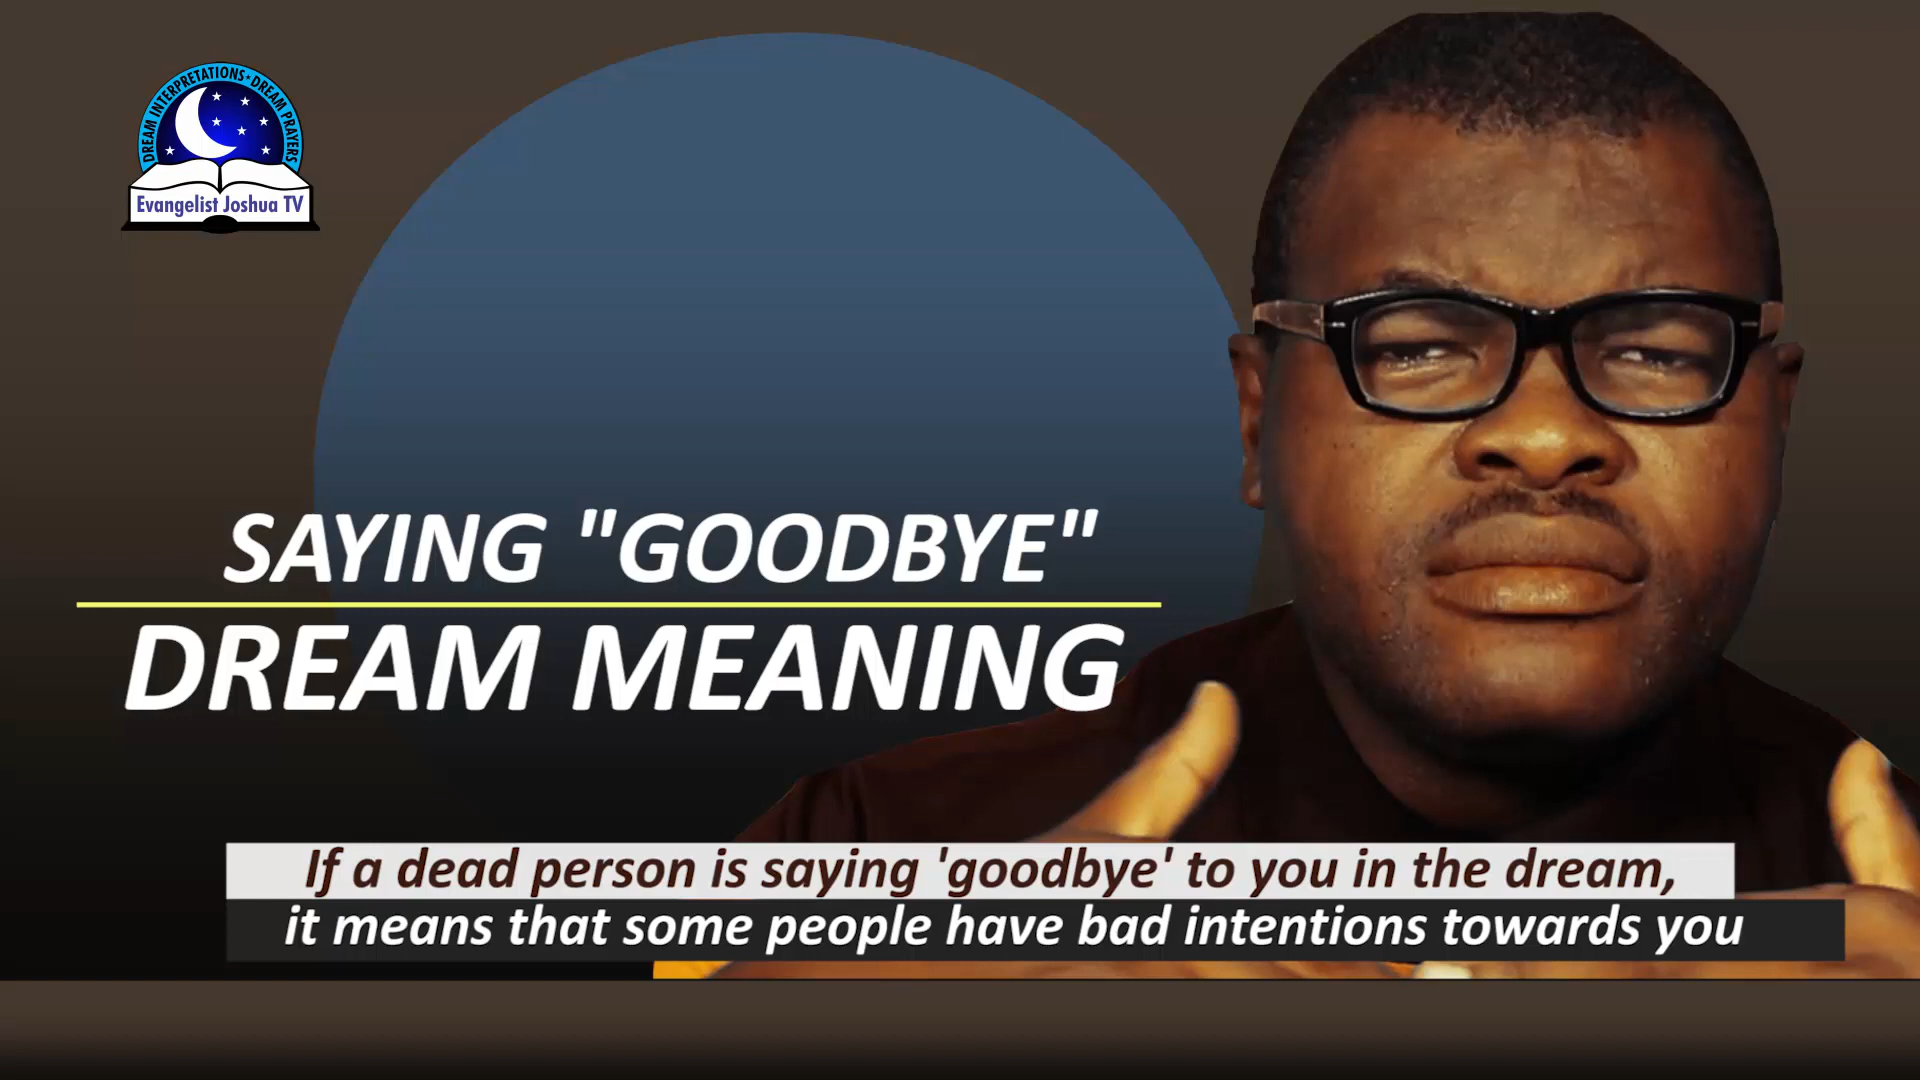 DREAM INTERPRETATIONS · DREAM PRAYERS
Evangelist Joshua TV
SAYING "GOODBYE"
DREAM MEANING
If a dead person is saying 'goodbye' to you in the dream,
it means that some people have bad intentions towards you